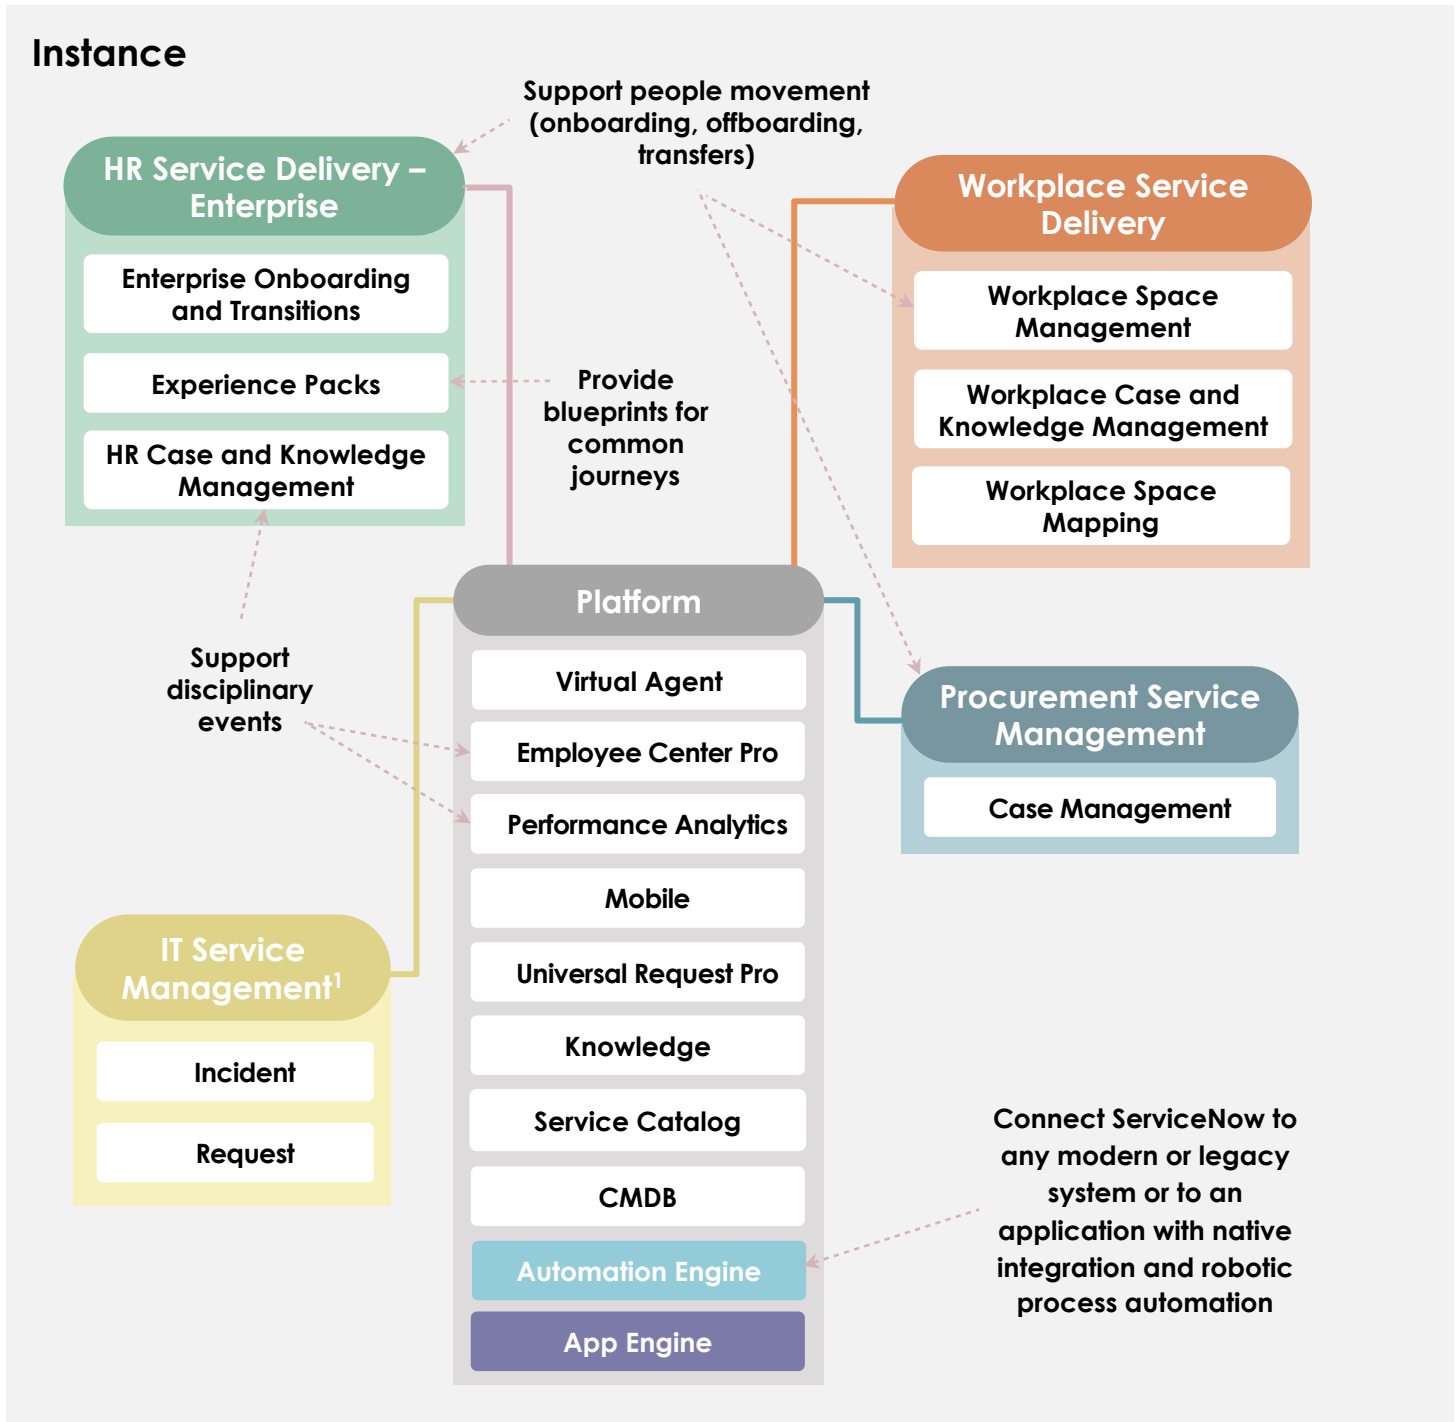 Instance
Support people movement
(onboarding, offboarding,
transfers)
HR Service Delivery –
Enterprise
Enterprise Onboarding
and Transitions
Experience Packs
HR Case and Knowledge
Management
Provide
blueprints for
common
journeys
Workplace Service
Delivery
Workplace Space
Management
Workplace Case and
Knowledge Management
Workplace Space
Mapping
Support
disciplinary
events
Platform
Virtual Agent
Employee Center Pro
Performance Analytics
Mobile
Universal Request Pro
Knowledge
Service Catalog
CMDB
Automation Engine
App Engine
Procurement Service
Management
Case Management
IT Service
Management¹
Incident
Request
Connect ServiceNow to
any modern or legacy
system or to an
application with native
integration and robotic
process automation